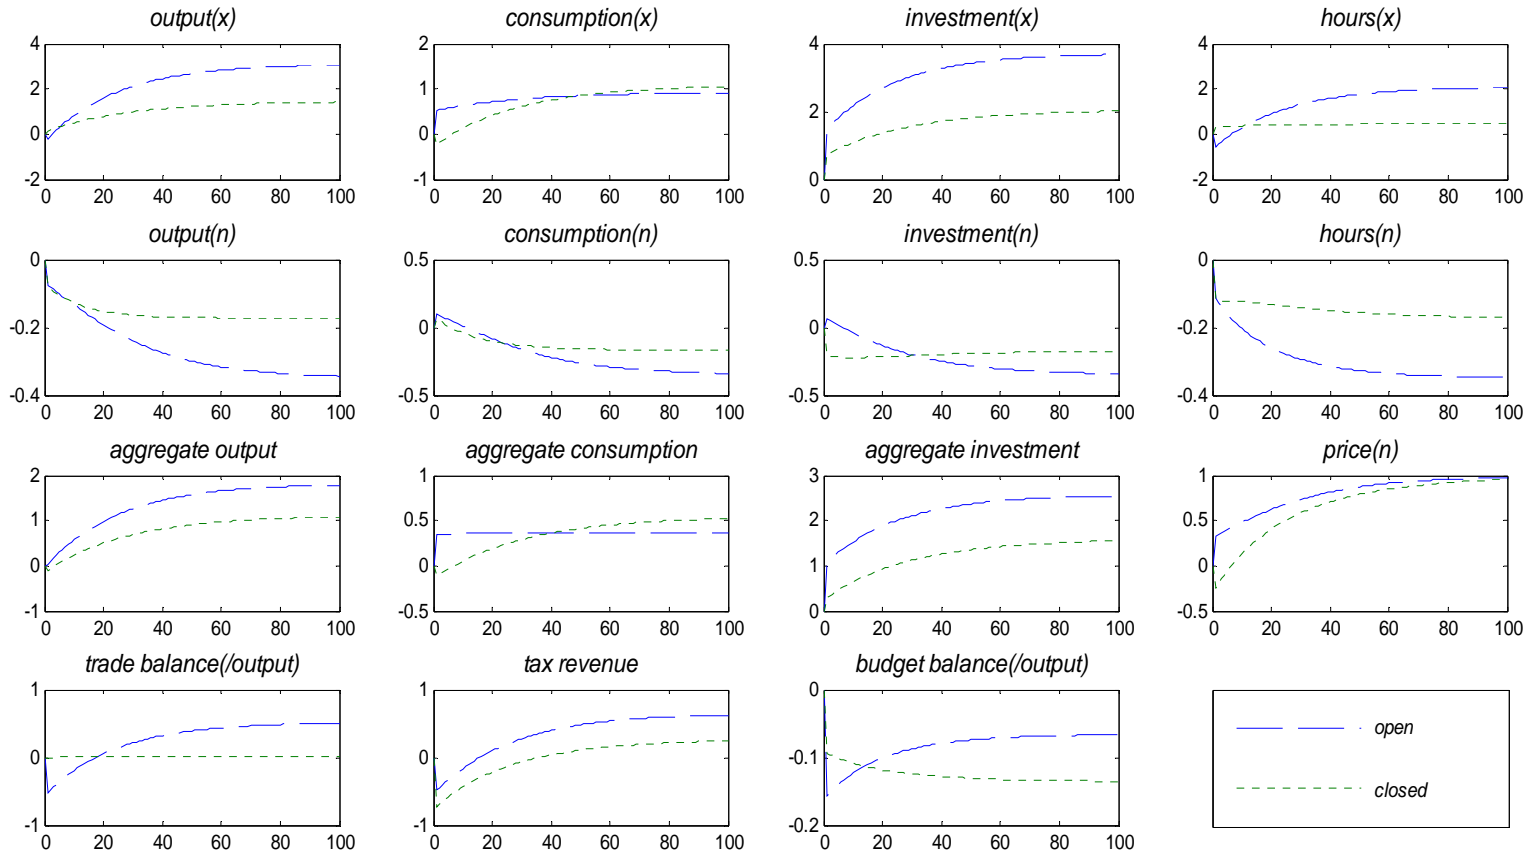 output(x)
consumption(x)
investment(x)
hours(x)
4
2
0
-2
0 20 40 60 80 100
2
1
0
-1
0 20 40 60 80 100
4
2
0
0 20 40 60 80 100
4
2
0
-2
0 20 40 60 80 100
output(n)
consumption(n)
investment(n)
hours(n)
0
-0.2
-0.4
0 20 40 60 80 100
0.5
0
-0.5
0 20 40 60 80 100
0.5
0
-0.5
0 20 40 60 80 100
0
-0.2
-0.4
0 20 40 60 80 100
aggregate output
aggregate consumption
aggregate investment
price(n)
2
1
0
-1
0 20 40 60 80 100
1
0.5
0
-0.5
0 20 40 60 80 100
3
2
1
0
0 20 40 60 80 100
1
0.5
0
-0.5
0 20 40 60 80 100
trade balance(/output)
tax revenue
budget balance(/output)
1
0
-1
0 20 40 60 80 100
1
0
-1
0 20 40 60 80 100
0
-0.1
-0.2
0 20 40 60 80 100
open
closed